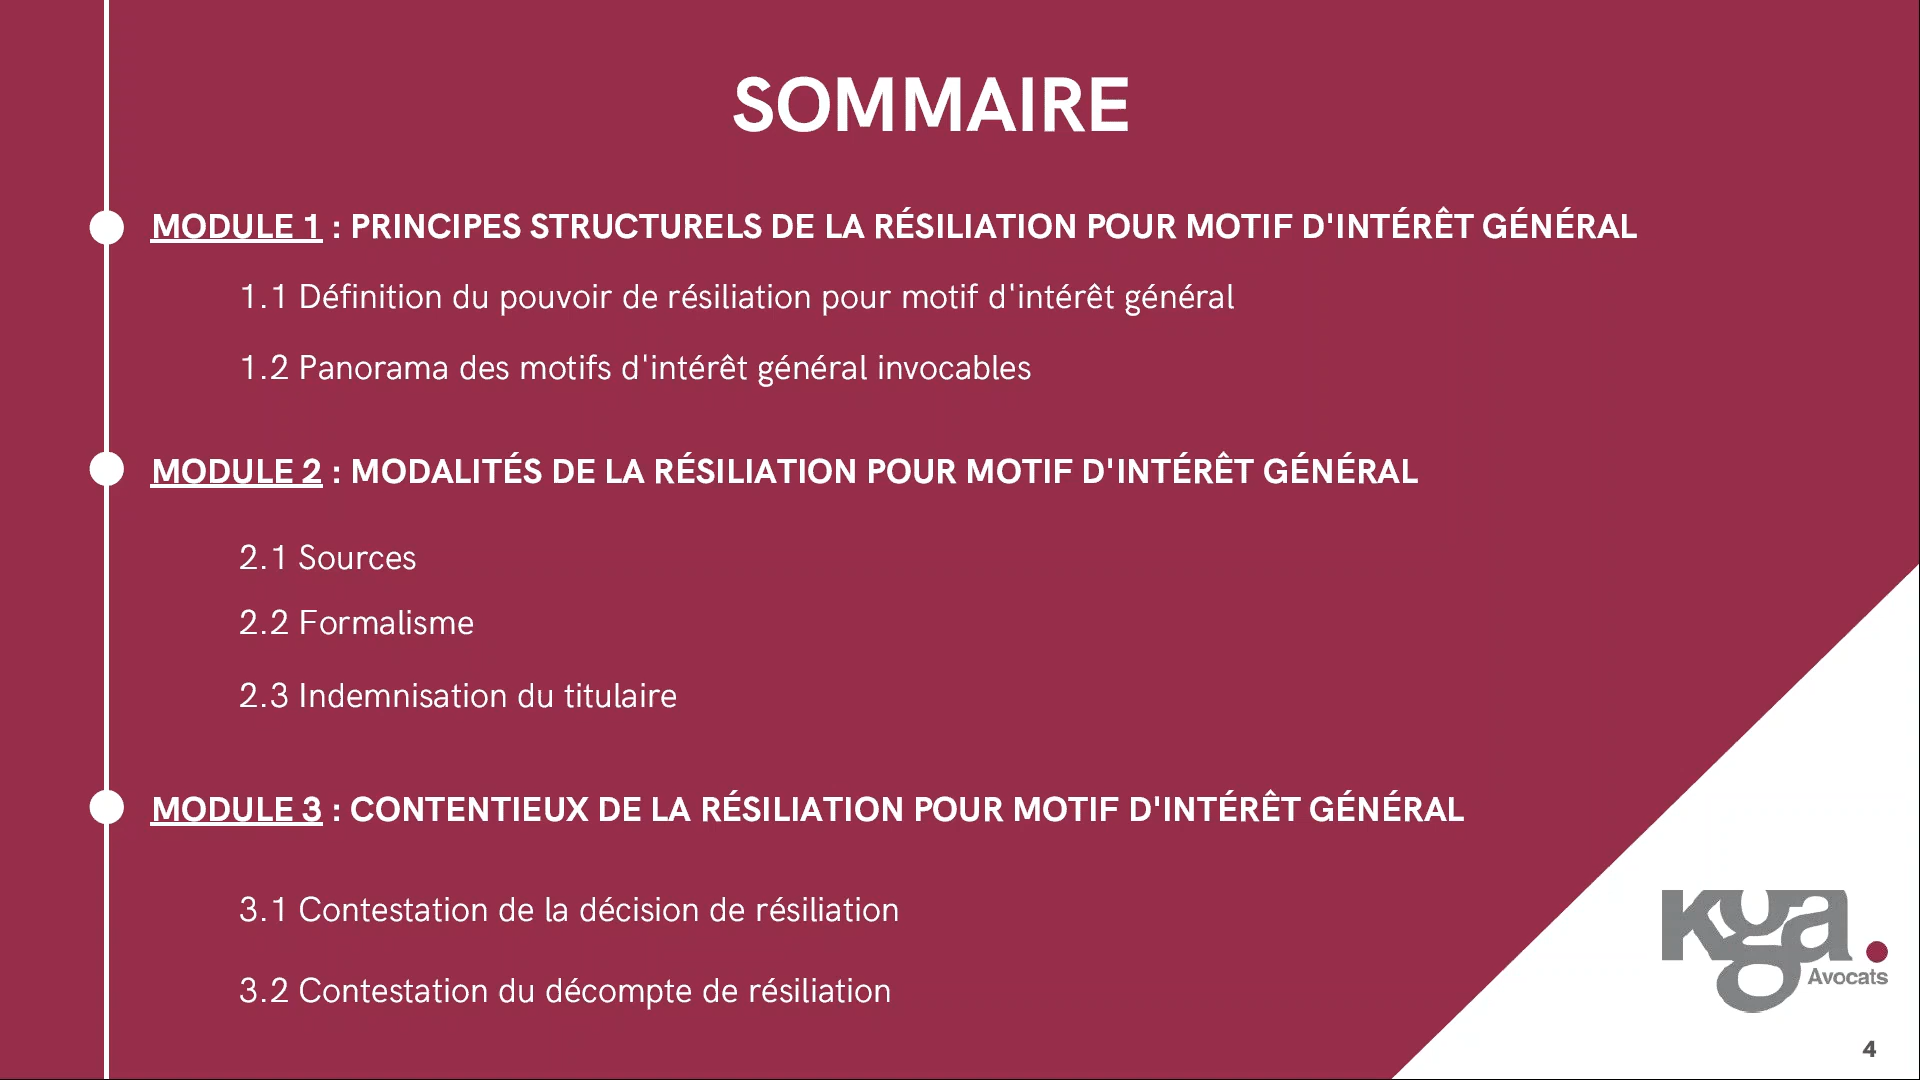 SOMMAIRE
MODULE 1 : PRINCIPES STRUCTURELS DE LA RÉSILIATION POUR MOTIF D'INTÉRÊT GÉNÉRAL
1.1 Définition du pouvoir de résiliation pour motif d'intérêt général
1.2 Panorama des motifs d'intérêt général invocables
MODULE 2 : MODALITÉS DE LA RÉSILIATION POUR MOTIF D'INTÉRÊT GÉNÉRAL
2.1 Sources
2.2 Formalisme
2.3 Indemnisation du titulaire
MODULE 3 : CONTENTIEUX DE LA RÉSILIATION POUR MOTIF D'INTÉRÊT GÉNÉRAL
3.1 Contestation de la décision de résiliation
3.2 Contestation du décompte de résiliation
kga.
Avocats
4